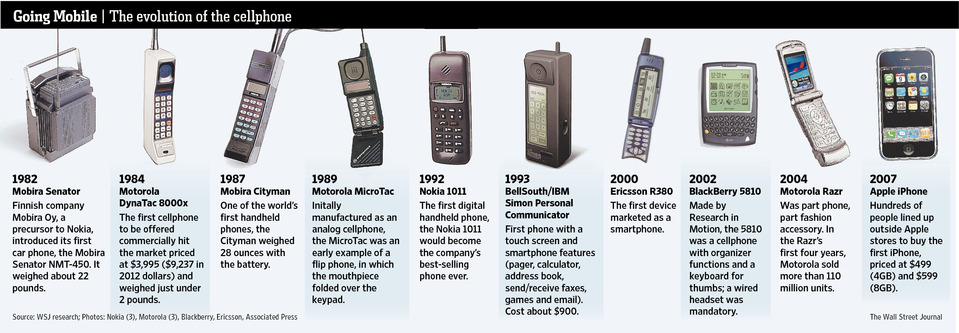 Going Mobile | The evolution of the cellphone
1982
Mobira Senator
Finnish company
Mobira Oy, a
precursor to Nokia,
introduced its first
car phone, the Mobira
Senator NMT-450. It
weighed about 22
pounds.
1984
Motorola
DynaTac 8000x
The first cellphone
to be offered
commercially hit
the market priced
at $3,995 ($9,237 in
2012 dollars) and
weighed just under
2 pounds.
1987
Mobira Cityman
One of the world's
first handheld
phones, the
Cityman weighed
28 ounces with
the battery.
1989
Motorola MicroTac
Initally
manufactured as an
analog cellphone,
the MicroTac was an
early example of a
flip phone, in which
the mouthpiece
folded over the
keypad.
1992
Nokia 1011
The first digital
handheld phone,
the Nokia 1011
would become
the company's
best-selling
phone ever.
1993
BellSouth/IBM
Simon Personal
Communicator
First phone with a
touch screen and
smartphone features
(pager, calculator,
address book,
send/receive faxes,
games and email).
Cost about $900.
2000
Ericsson R380
The first device
marketed as a
smartphone.
2002
BlackBerry 5810
Made by
Research in
Motion, the 5810
was a cellphone
with organizer
functions and a
keyboard for
thumbs; a wired
headset was
mandatory.
2004
Motorola Razr
Was part phone,
part fashion
accessory. In
the Razr's
first four years,
Motorola sold
more than 110
million units.
2007
Apple iPhone
Hundreds of
people lined up
outside Apple
stores to buy the
first iPhone,
priced at $499
(4GB) and $599
(8GB).
Source: WSJ research; Photos: Nokia (3), Motorola (3), Blackberry, Ericsson, Associated Press
The Wall Street Journal